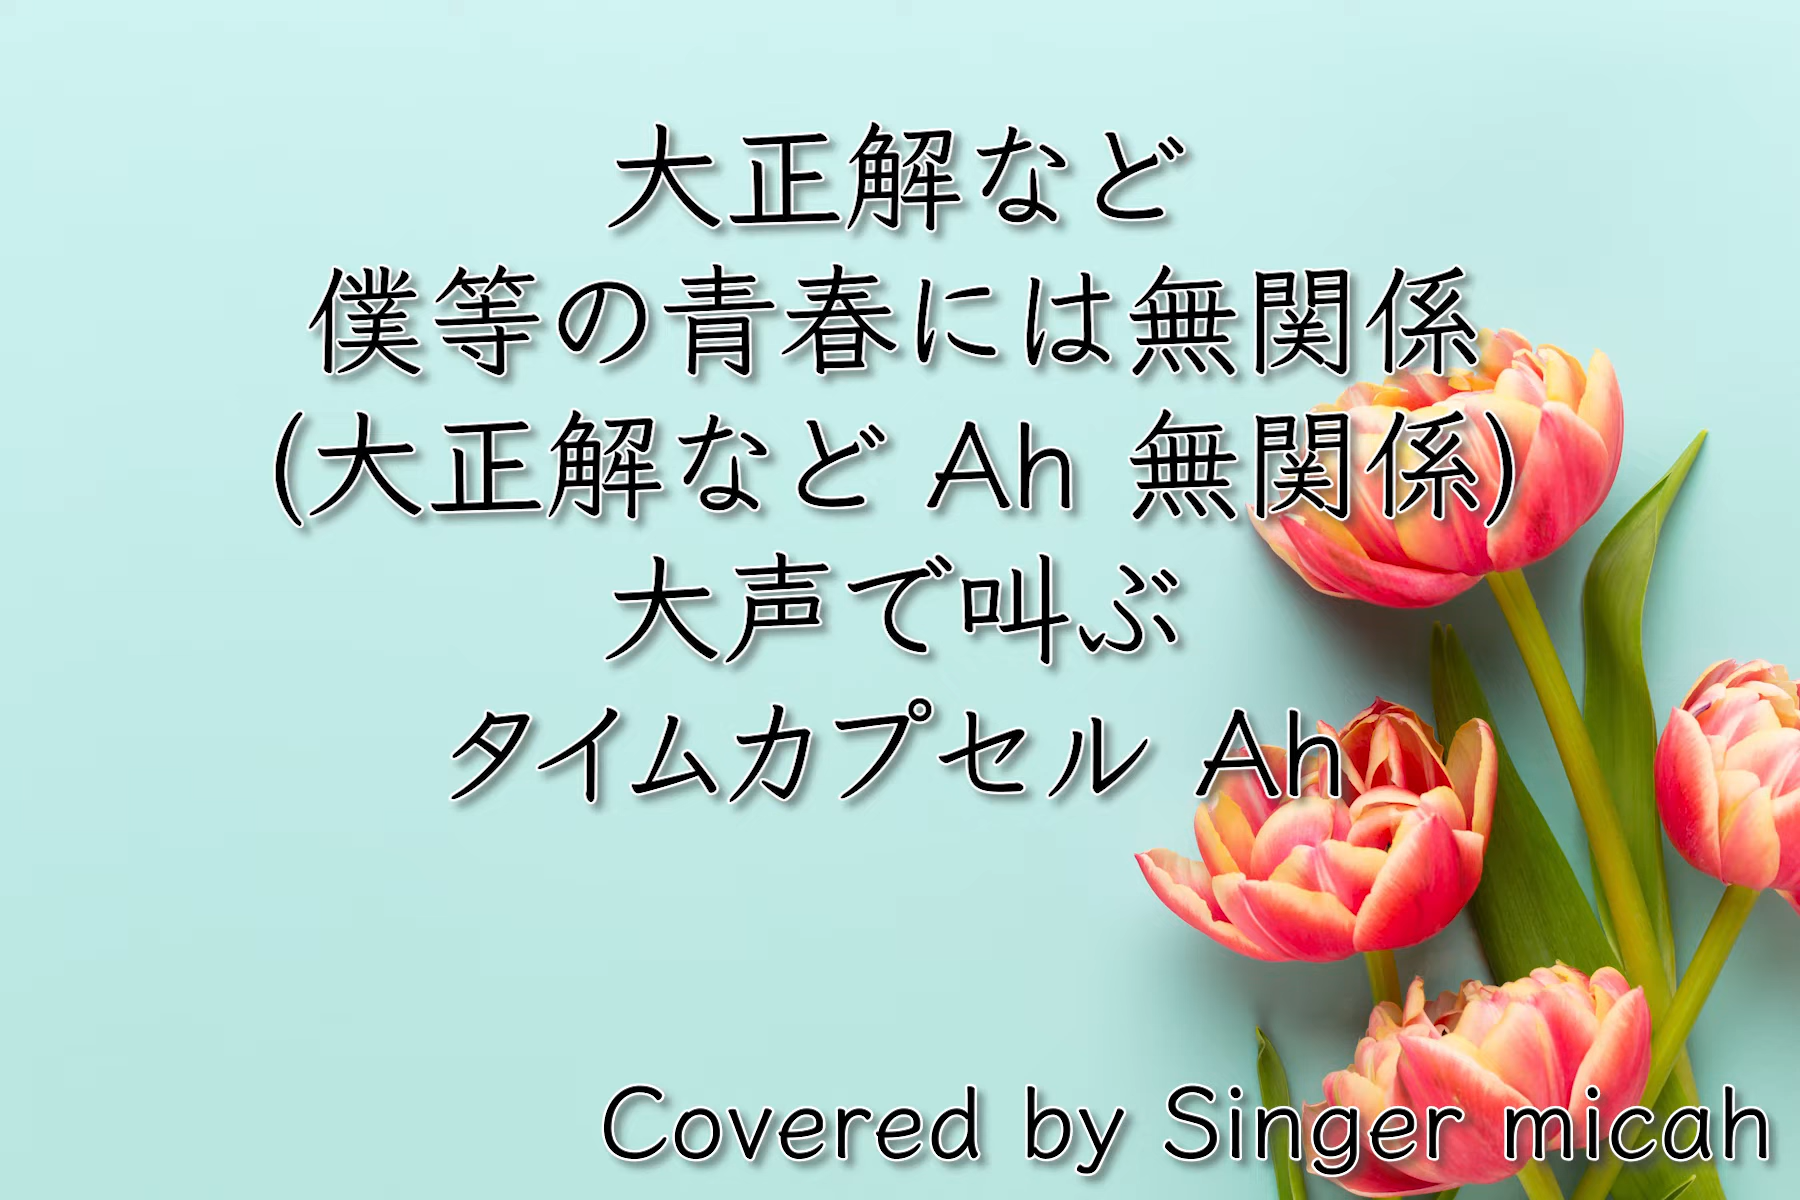 大正解など
僕等の青春には無関係
(大正解など Ah 無関係)
大声で叫ぶ
タイムカプセル Ah
Covered by Singer micah